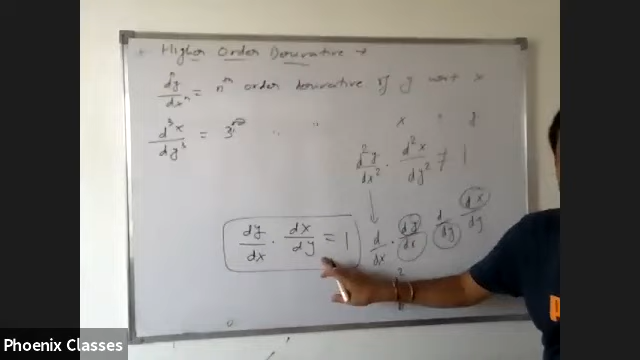 Higher Order Derivative →
dⁿy/dxⁿ = nth order derivative of y wrt x
d³x/dy³ = 3rd " " x " y
d²y/dx² · d²x/dy² ≠ 1
dy/dx · dx/dy = 1
d/dx · dy/dx d/dy dx/dy
Phoenix Classes